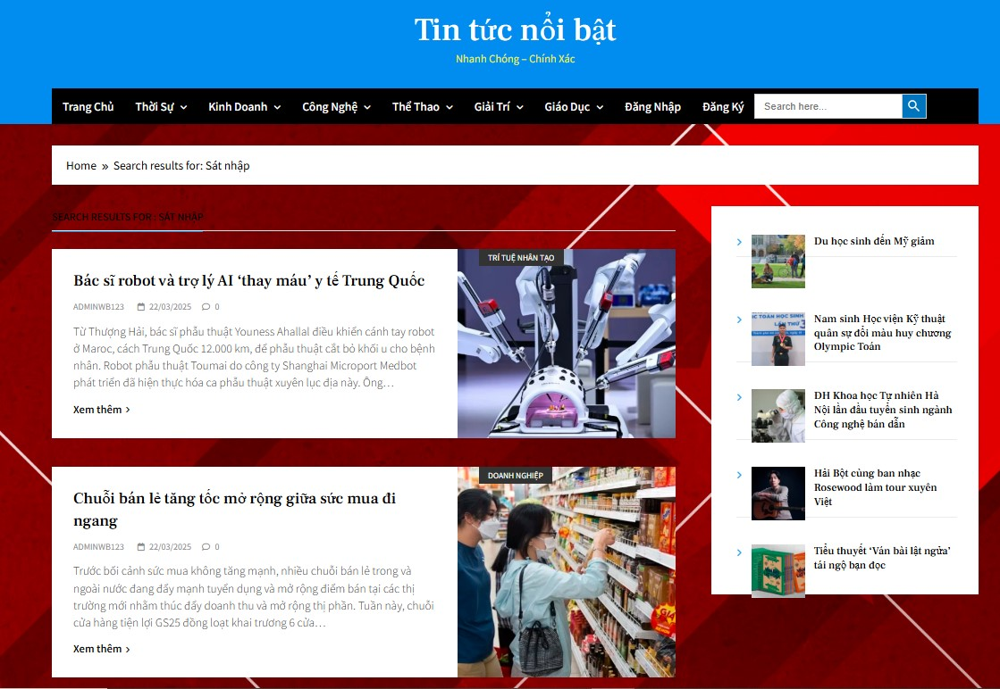 Tin tức nổi bật
Nhanh Chóng – Chính Xác
Trang Chủ Thời Sự Kinh Doanh Công Nghệ Thể Thao Giải Trí Giáo Dục Đăng Nhập Đăng Ký Search here...
Home » Search results for: Sát nhập
SEARCH RESULTS FOR : SÁT NHẬP
TRÍ TUỆ NHÂN TẠO
Bác sĩ robot và trợ lý AI ‘thay máu’ y tế Trung Quốc
ADMINWB123 22/03/2025 0
Từ Thượng Hải, bác sĩ phẫu thuật Youness Ahallal điều khiển cánh tay robot
ở Maroc, cách Trung Quốc 12.000 km, để phẫu thuật cắt bỏ khối u cho bệnh
nhân. Robot phẫu thuật Toumai do công ty Shanghai Microport Medbot
phát triển đã hiện thực hóa ca phẫu thuật xuyên lục địa này. Ông…
Xem thêm
DOANH NGHIỆP
Chuỗi bán lẻ tăng tốc mở rộng giữa sức mua đi
ngang
ADMINWB123 22/03/2025 0
Trước bối cảnh sức mua không tăng mạnh, nhiều chuỗi bán lẻ trong và
ngoài nước đang đẩy mạnh tuyển dụng và mở rộng điểm bán tại các thị
trường mới nhằm thúc đẩy doanh thu và mở rộng thị phần. Tuần này, chuỗi
cửa hàng tiện lợi GS25 đồng loạt khai trương 6 cửa…
Xem thêm
Du học sinh đến Mỹ giảm
Nam sinh Học viện Kỹ thuật
quân sự đổi màu huy chương
Olympic Toán
ĐH Khoa học Tự nhiên Hà
Nội lần đầu tuyển sinh ngành
Công nghệ bán dẫn
Hải Bột cùng ban nhạc
Rosewood làm tour xuyên
Việt
Tiểu thuyết ‘Ván bài lật ngửa’
tái ngộ bạn đọc